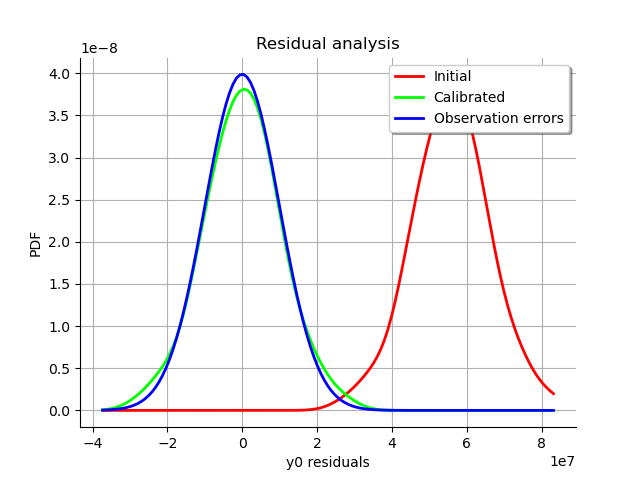 Residual analysis
1e−8
Initial
Calibrated
Observation errors
4.0
3.5
3.0
2.5
2.0
1.5
1.0
0.5
0.0
PDF
−4 −2 0 2 4 6 8
y0 residuals
1e7